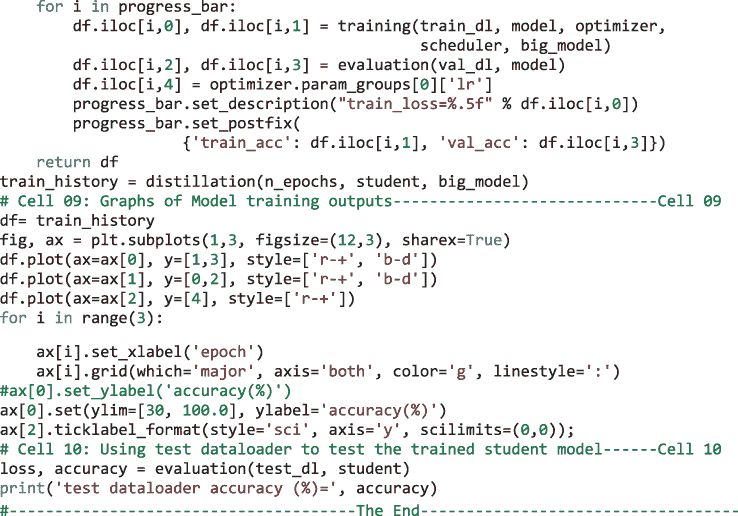 for i in progress_bar:
df.iloc[i,0], df.iloc[i,1] = training(train_dl, model, optimizer,
scheduler, big_model)
df.iloc[i,2], df.iloc[i,3] = evaluation(val_dl, model)
df.iloc[i,4] = optimizer.param_groups[0]['lr']
progress_bar.set_description("train_loss=%.5f" % df.iloc[i,0])
progress_bar.set_postfix(
{'train_acc': df.iloc[i,1], 'val_acc': df.iloc[i,3]})
return df
train_history = distillation(n_epochs, student, big_model)
# Cell 09: Graphs of Model training outputs----------------------------Cell 09
df= train_history
fig, ax = plt.subplots(1,3, figsize=(12,3), sharex=True)
df.plot(ax=ax[0], y=[1,3], style=['r-+', 'b-d'])
df.plot(ax=ax[1], y=[0,2], style=['r-+', 'b-d'])
df.plot(ax=ax[2], y=[4], style=['r-+'])
for i in range(3):
ax[i].set_xlabel('epoch')
ax[i].grid(which='major', axis='both', color='g', linestyle=':')
#ax[0].set_ylabel('accuracy(%)')
ax[0].set(ylim=[30, 100.0], ylabel='accuracy(%)')
ax[2].ticklabel_format(style='sci', axis='y', scilimits=(0,0));
# Cell 10: Using test dataloader to test the trained student model------Cell 10
loss, accuracy = evaluation(test_dl, student)
print('test dataloader accuracy (%)=', accuracy)
#------------------------------------The End-----------------------------------